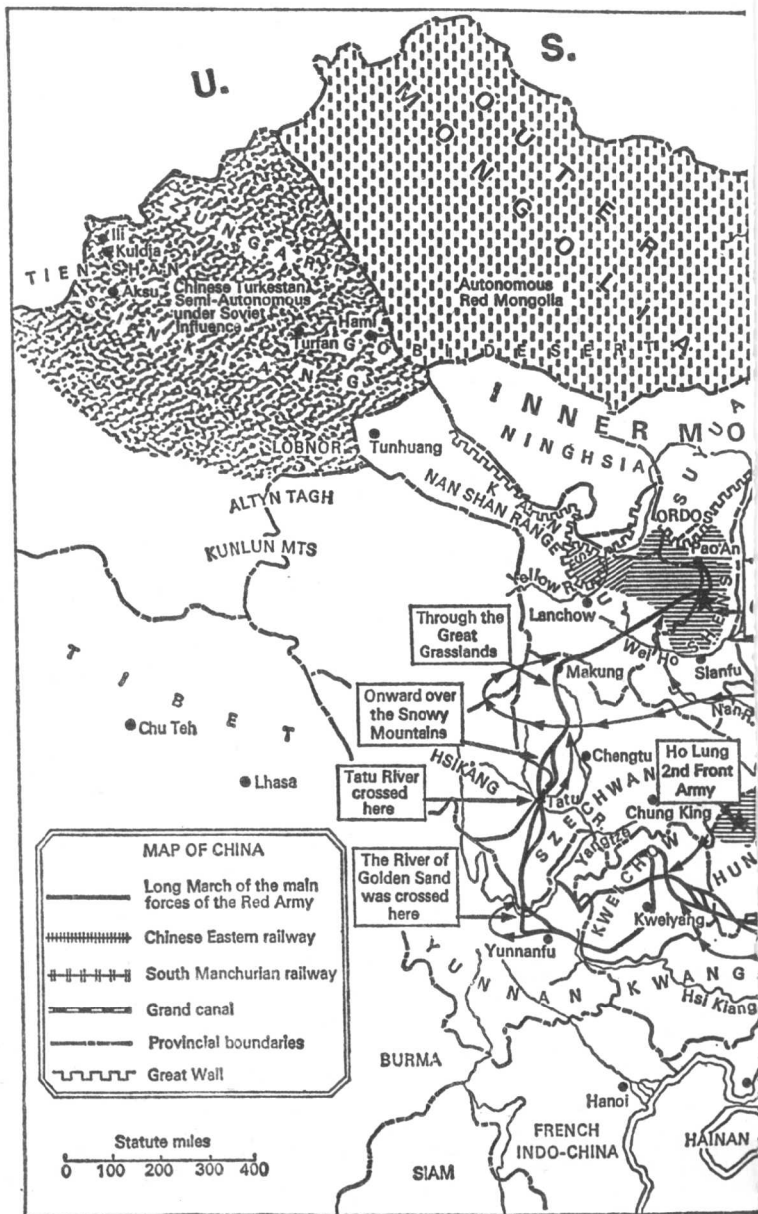 U. S.
OUTER
MONGOLIA
ZUNGARI
Ili
Kuldja
TIEN SHAN
Aksu
Chinese Turkestan
Semi-Autonomous
under Soviet
Influence
SINKIANG
Autonomous
Red Mongolia
Hami
Turfan
GOBI DESERT
INNER MO
NINGHSIA
SUIYUA
LOBNOR
Tunhuang
ALTYN TAGH
NAN SHAN RANGE
KANSU
ORDOS
Pao An
KUNLUN MTS
Yellow R
Lanchow
SHENSI
Through the
Great
Grasslands
Wei Ho
Makung
Sianfu
TIBET
Onward over
the Snowy
Mountains
Nan R.
Chu Teh
HSIKANG
Chengtu
Ho Lung
2nd Front
Army
Lhasa
Tatu River
crossed
here
Tatu R
SZECHWAN
Chung King
Yangtze
HUN
KWEICHOW
The River of
Golden Sand
was crossed
here
Kweiyang
Yunnanfu
YUNNAN
KWANG
Hsi Kiang
MAP OF CHINA
Long March of the main
forces of the Red Army
Chinese Eastern railway
South Manchurian railway
Grand canal
Provincial boundaries
Great Wall
BURMA
Hanoi
Statute miles
0 100 200 300 400
FRENCH
INDO-CHINA
HAINAN
SIAM